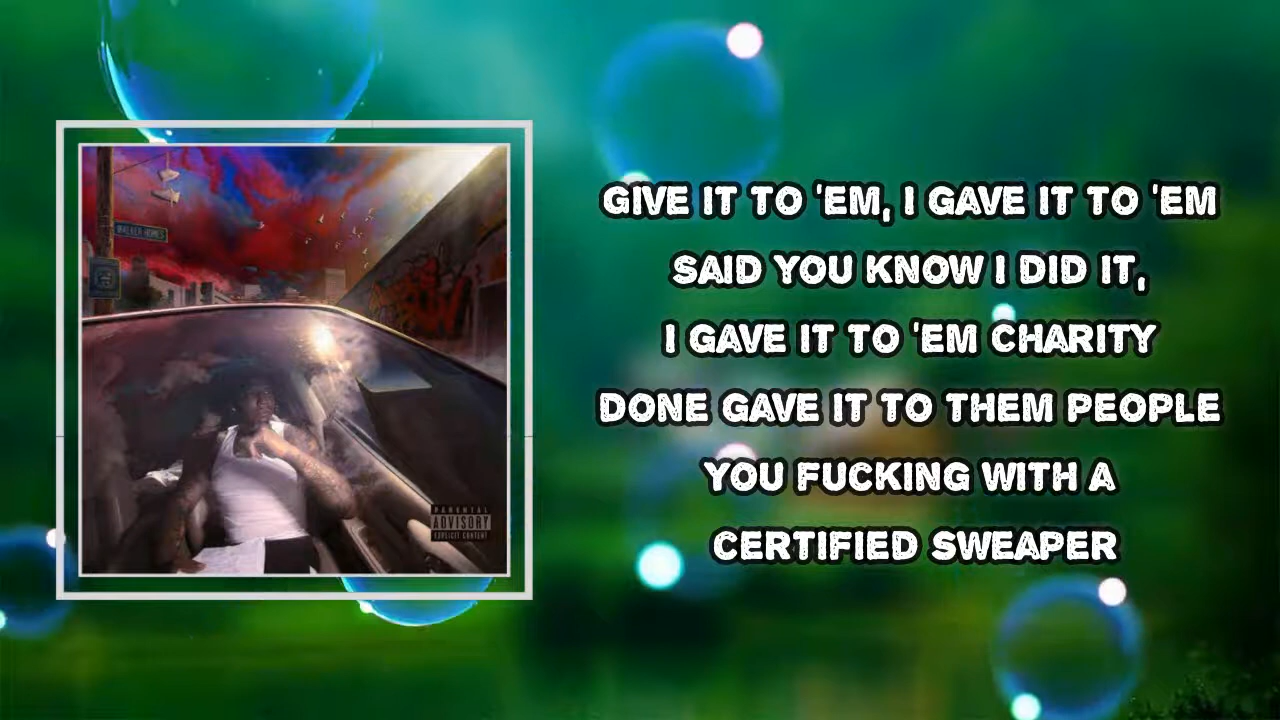 WALKER HOMES
PARENTAL
ADVISORY
EXPLICIT CONTENT
GIVE IT TO 'EM, I GAVE IT TO 'EM
SAID YOU KNOW I DID IT,
I GAVE IT TO 'EM CHARITY
DONE GAVE IT TO THEM PEOPLE
YOU FUCKING WITH A
CERTIFIED SWEAPER